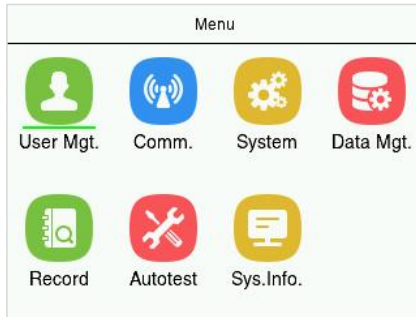 Menu
User Mgt. Comm. System Data Mgt.
Record Autotest Sys.Info.